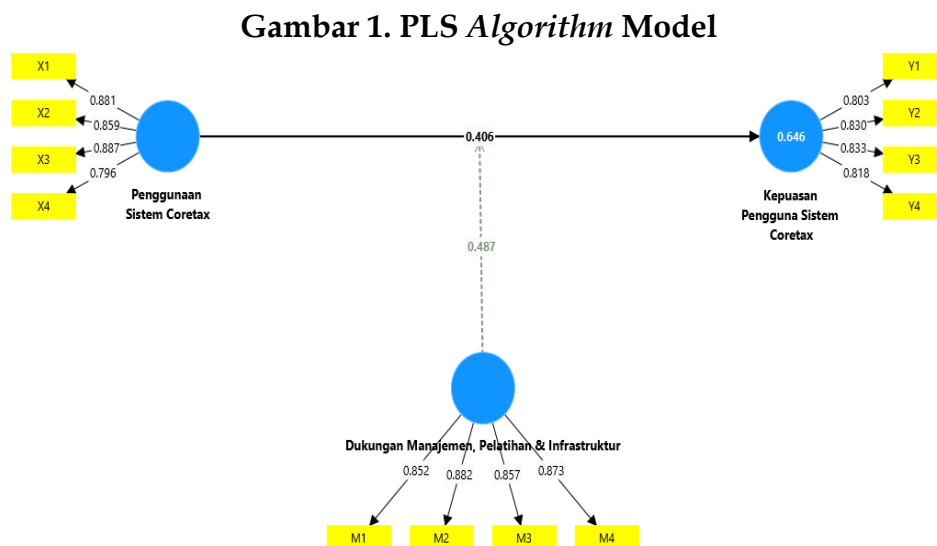 Gambar 1. PLS Algorithm Model
X1
X2
X3
X4
0.881
0.859
0.887
0.796
Penggunaan
Sistem Coretax
0.406
0.487
0.646
Kepuasan
Pengguna Sistem
Coretax
0.803
0.830
0.833
0.818
Y1
Y2
Y3
Y4
Dukungan Manajemen, Pelatihan & Infrastruktur
0.852
0.882
0.857
0.873
M1
M2
M3
M4